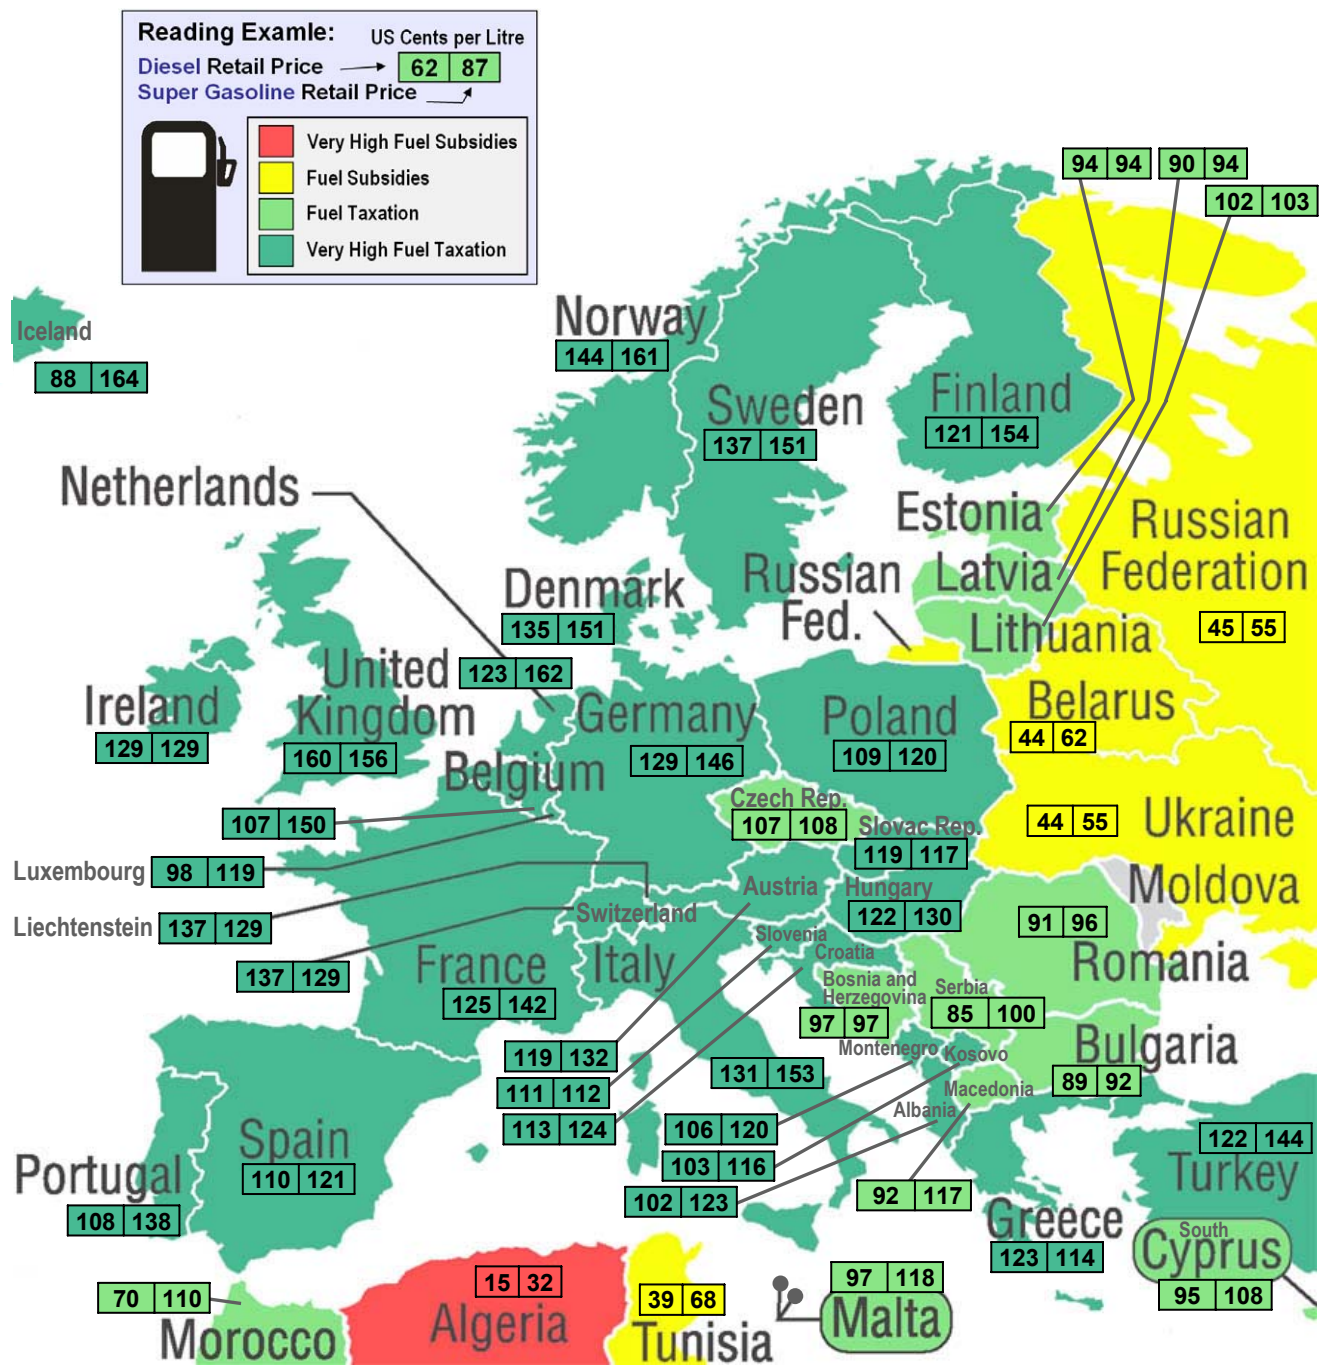 Reading Examle:
US Cents per Litre
Diesel Retail Price
62 87
Super Gasoline Retail Price
Very High Fuel Subsidies
Fuel Subsidies
Fuel Taxation
Very High Fuel Taxation
94 94
90 94
102 103
Iceland
88 164
Norway
144 161
Sweden
137 151
Finland
121 154
Netherlands
123 162
Estonia
Latvia
Lithuania
Russian
Federation
45 55
Russian
Fed.
Denmark
135 151
United
Kingdom
160 156
Ireland
129 129
Germany
129 146
Poland
109 120
Belarus
44 62
Belgium
107 150
Czech Rep.
107 108
Slovac Rep.
119 117
44 55
Ukraine
Moldova
Luxembourg
98 119
Liechtenstein
137 129
Switzerland
137 129
Austria
Hungary
122 130
91 96
Romania
Slovenia
Croatia
France
125 142
Italy
Bosnia and
Herzegovina
97 97
Serbia
85 100
Montenegro
Kosovo
Bulgaria
89 92
119 132
111 112
113 124
131 153
Macedonia
Albania
106 120
103 116
102 123
92 117
Spain
110 121
Portugal
108 138
122 144
Turkey
Greece
123 114
South
Cyprus
95 108
70 110
Morocco
15 32
Algeria
39 68
Tunisia
97 118
Malta